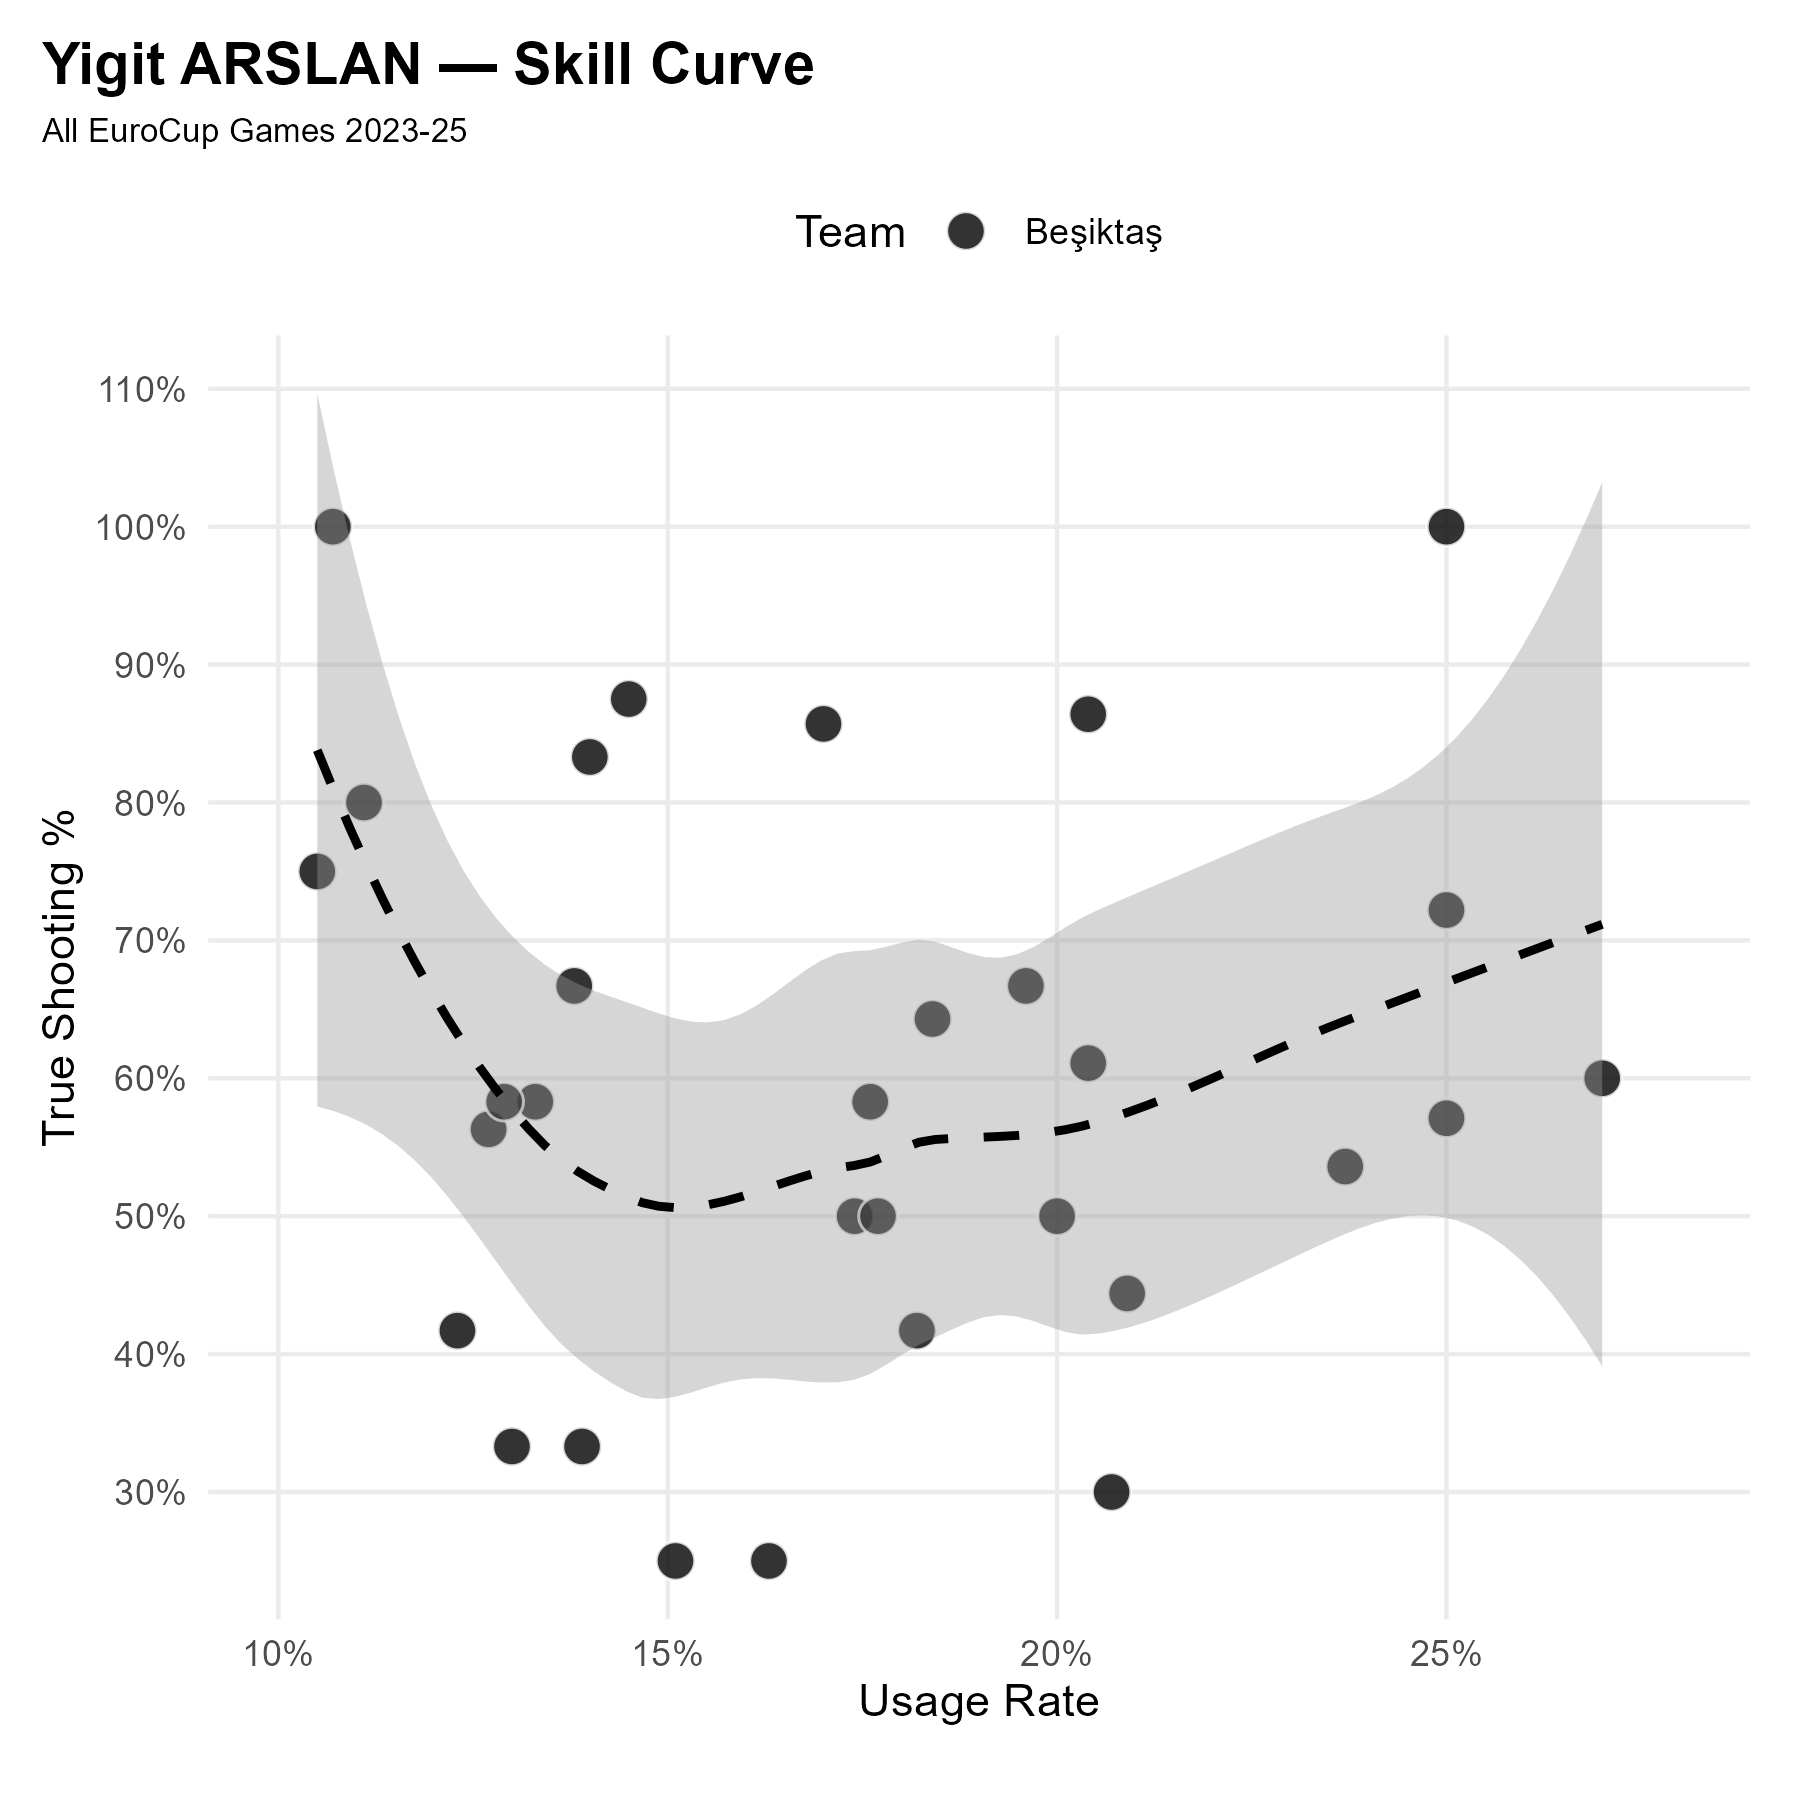 Yigit ARSLAN — Skill Curve
All EuroCup Games 2023-25
Team Beşiktaş
110%
100%
90%
80%
70%
60%
50%
40%
30%
True Shooting %
10% 15% 20% 25%
Usage Rate